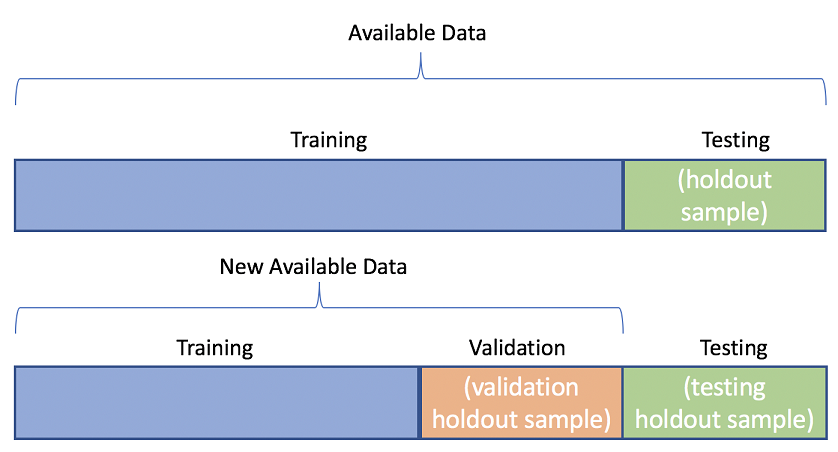 Available Data
Training
Testing
(holdout
sample)
New Available Data
Training
Validation
Testing
(validation
holdout sample)
(testing
holdout sample)